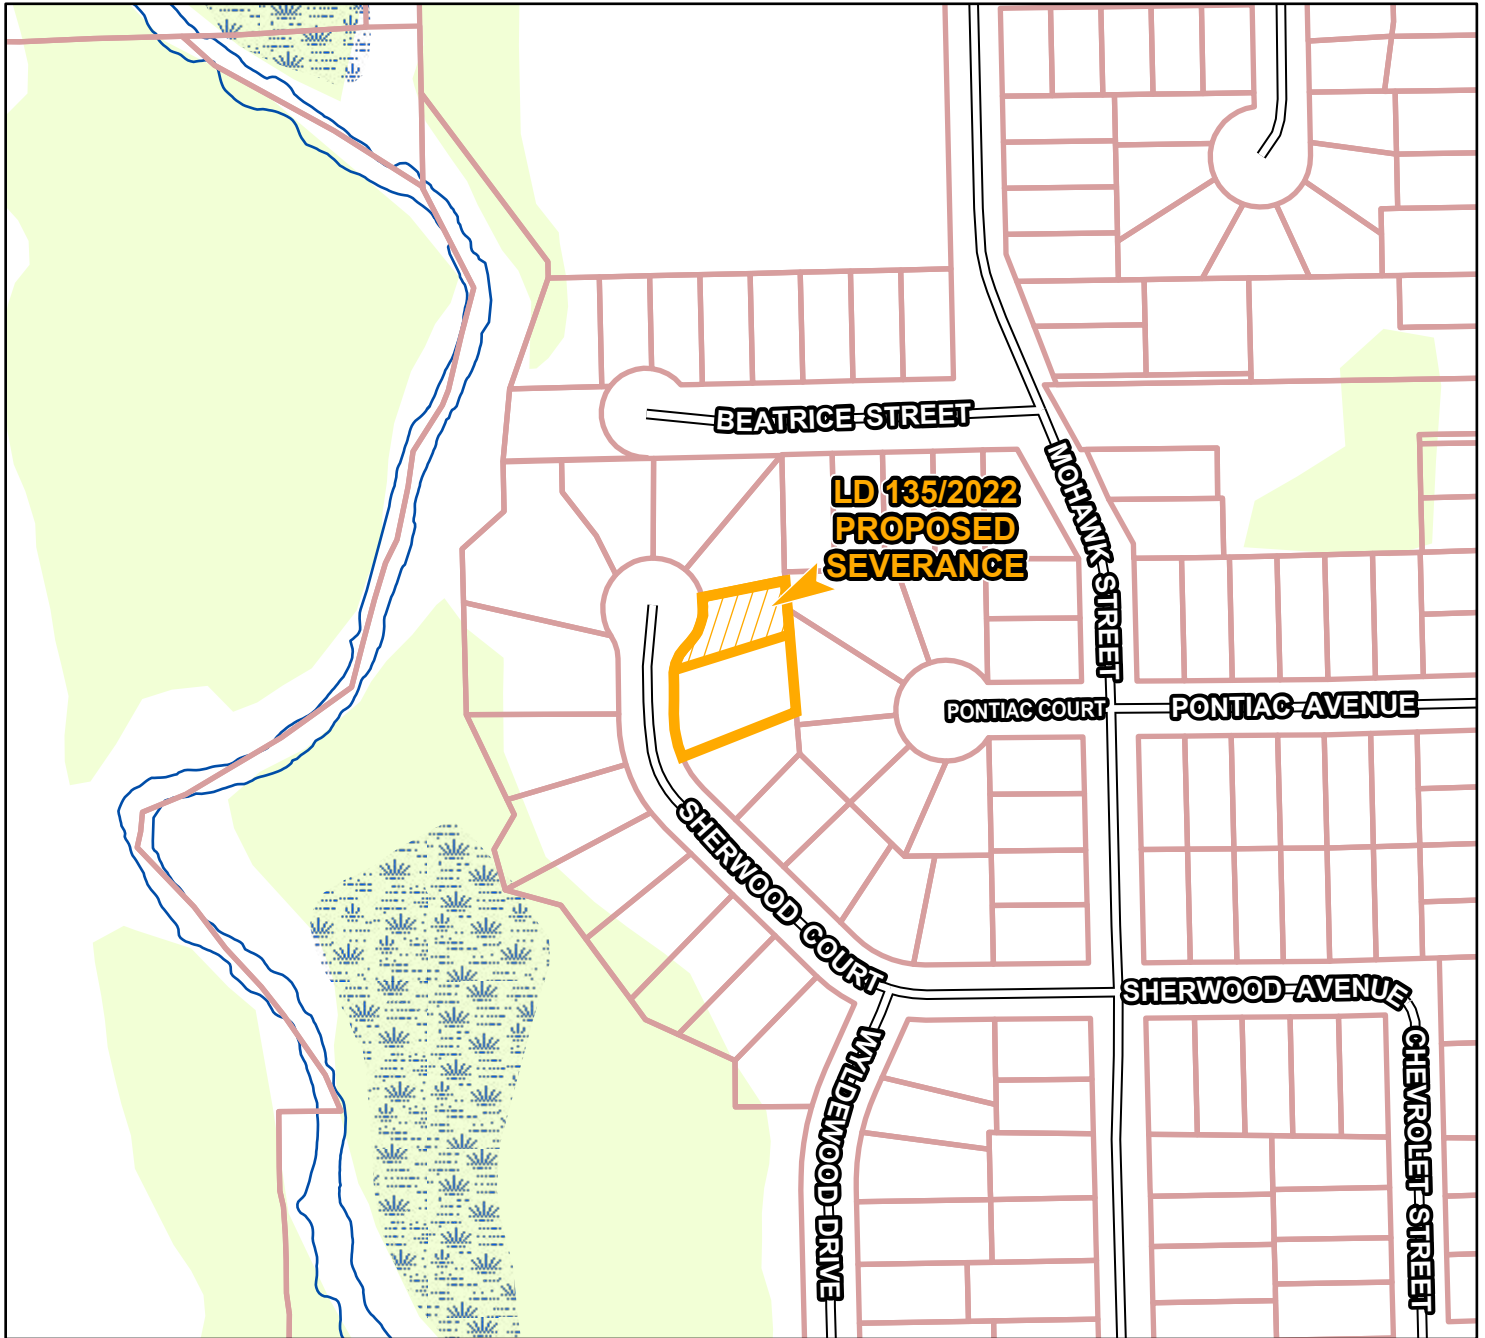 BEATRICE STREET
MOHAWK STREET
LD 135/2022
PROPOSED
SEVERANCE
PONTIAC COURT
PONTIAC AVENUE
SHERWOOD COURT
SHERWOOD AVENUE
WYLDEWOOD DRIVE
CHEVROLET STREET